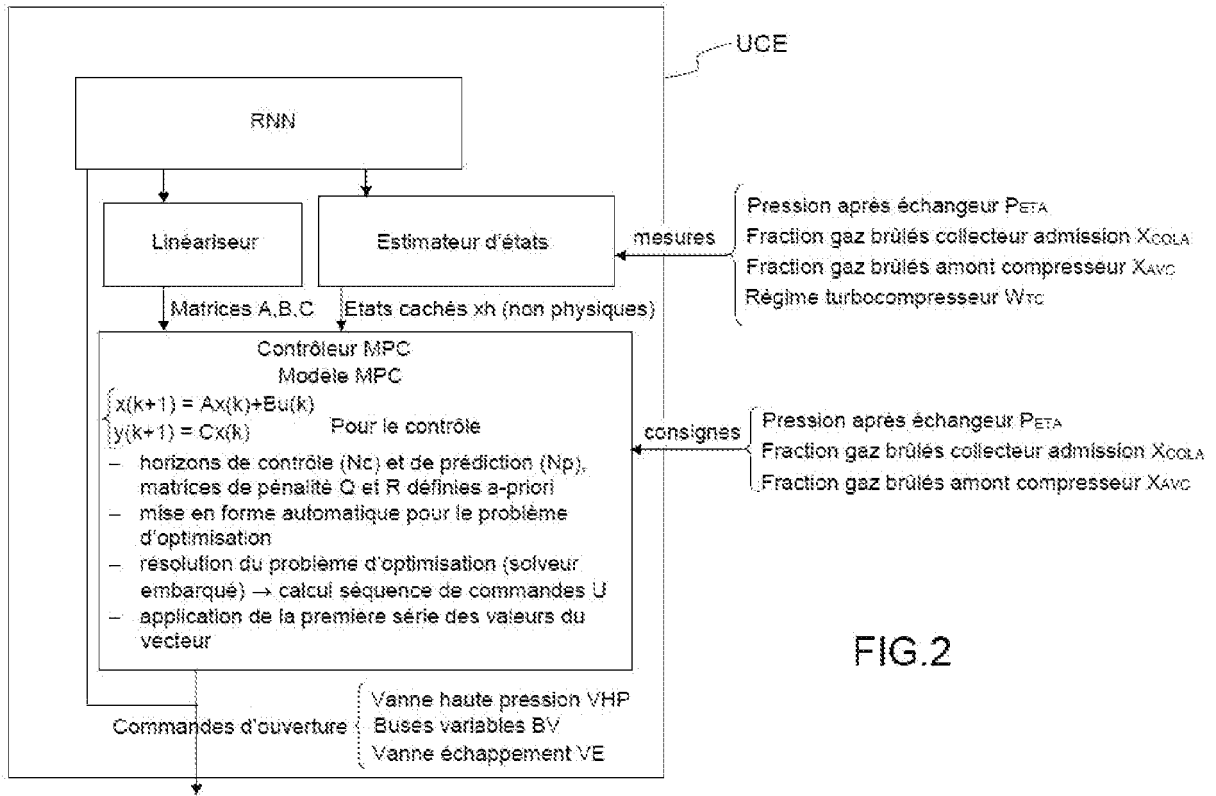 UCE
RNN
Linéariseur
Estimateur d'états
mesures
Pression après échangeur PETA
Fraction gaz brûlés collecteur admission XCOLA
Fraction gaz brûlés amont compresseur XAVC
Régime turbocompresseur WTC
Matrices A,B,C
Etats cachés xh (non physiques)
Contrôleur MPC
Modèle MPC
x(k+1) = Ax(k)+Bu(k)
y(k+1) = Cx(k)
Pour le contrôle
– horizons de contrôle (Nc) et de prédiction (Np),
matrices de pénalité Q et R définies a-priori
– mise en forme automatique pour le problème
d'optimisation
– résolution du problème d'optimisation (solveur
embarqué) → calcul séquence de commandes U
– application de la première série des valeurs du
vecteur
consignes
Pression après échangeur PETA
Fraction gaz brûlés collecteur admission XCOLA
Fraction gaz brûlés amont compresseur XAVC
FIG.2
Commandes d'ouverture
Vanne haute pression VHP
Buses variables BV
Vanne échappement VE